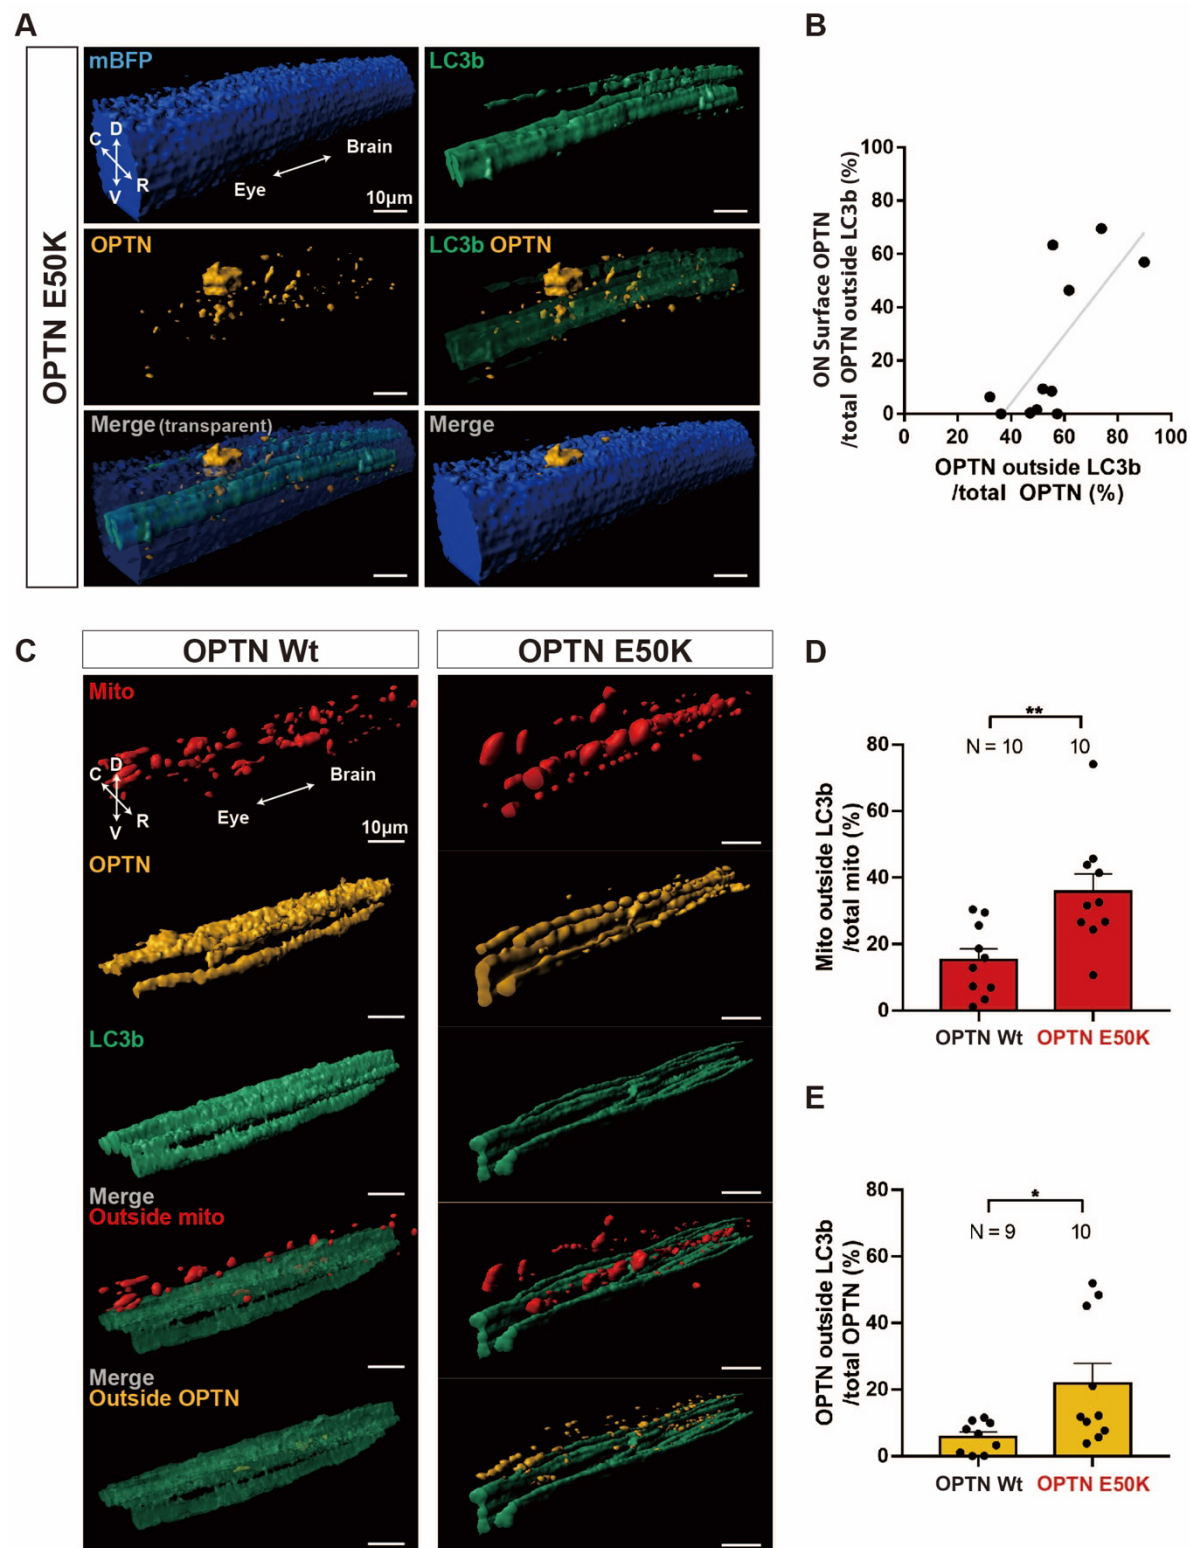 A
OPTN E50K
mBFP
D
C
R
V
Eye
Brain
10μm
LC3b
OPTN
LC3b OPTN
Merge (transparent)
Merge
B
ON Surface OPTN
/total OPTN outside LC3b (%)
100
80
60
40
20
0
0 20 40 60 80 100
OPTN outside LC3b
/total OPTN (%)
C
OPTN Wt
OPTN E50K
Mito
D
C
R
V
Eye
Brain
10μm
OPTN
LC3b
Merge
Outside mito
Merge
Outside OPTN
D
Mito outside LC3b
/total mito (%)
80
60
40
20
0
**
N = 10 10
OPTN Wt OPTN E50K
E
OPTN outside LC3b
/total OPTN (%)
80
60
40
20
0
*
N = 9 10
OPTN Wt OPTN E50K